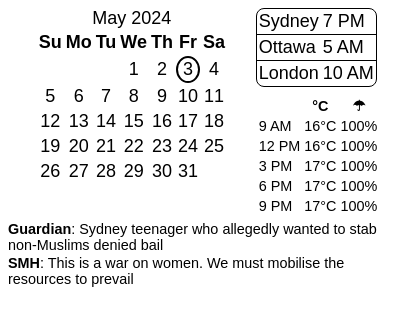 May 2024
Su Mo Tu We Th Fr Sa
1 2 3 4
5 6 7 8 9 10 11
12 13 14 15 16 17 18
19 20 21 22 23 24 25
26 27 28 29 30 31
Sydney 7 PM
Ottawa 5 AM
London 10 AM
°C ☂
9 AM 16°C 100%
12 PM 16°C 100%
3 PM 17°C 100%
6 PM 17°C 100%
9 PM 17°C 100%
Guardian: Sydney teenager who allegedly wanted to stab
non-Muslims denied bail
SMH: This is a war on women. We must mobilise the
resources to prevail